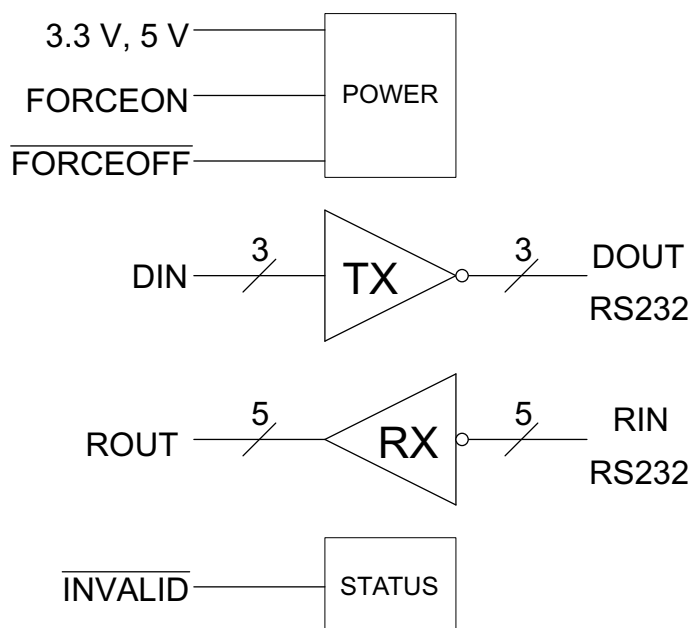 3.3 V, 5 V
FORCEON
POWER
FORCEOFF
3
3
DIN
TX
DOUT
RS232
5
5
ROUT
RX
RIN
RS232
INVALID
STATUS